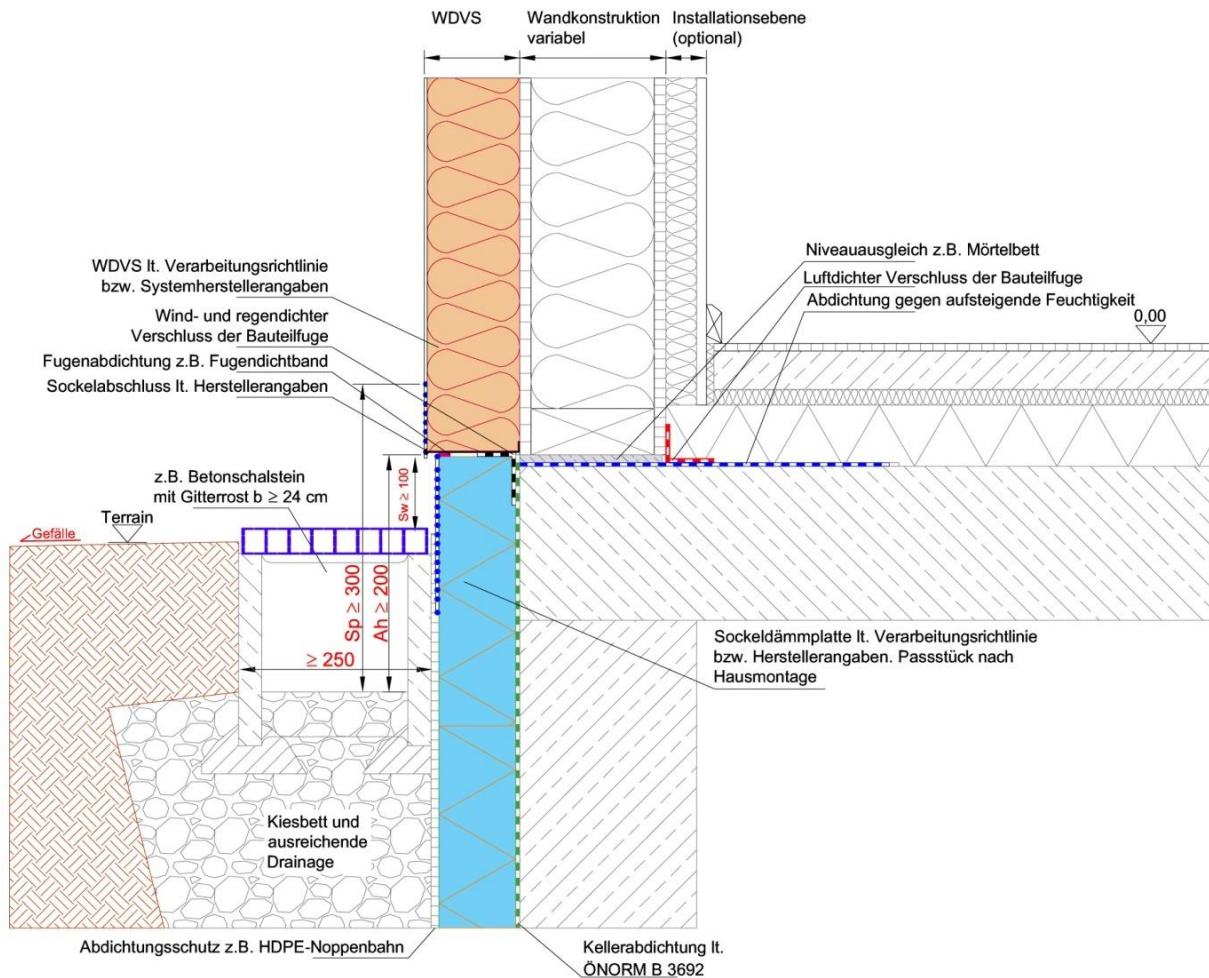 WDVS
Wandkonstruktion
variabel
Installationsebene
(optional)
WDVS lt. Verarbeitungsrichtlinie
bzw. Systemherstellerangaben
Wind- und regendichter
Verschluss der Bauteilfuge
Fugenabdichtung z.B. Fugendichtband
Sockelabschluss lt. Herstellerangaben
Niveauausgleich z.B. Mörtelbett
Luftdichter Verschluss der Bauteilfuge
Abdichtung gegen aufsteigende Feuchtigkeit
0,00
z.B. Betonschalstein
mit Gitterrost b ≥ 24 cm
Terrain
Gefälle
Sw ≥ 100
Sp ≥ 300
Ah ≥ 200
≥ 250
Sockeldämmplatte lt. Verarbeitungsrichtlinie
bzw. Herstellerangaben. Passstück nach
Hausmontage
Kiesbett und
ausreichende
Drainage
Abdichtungsschutz z.B. HDPE-Noppenbahn
Kellerabdichtung lt.
ÖNORM B 3692